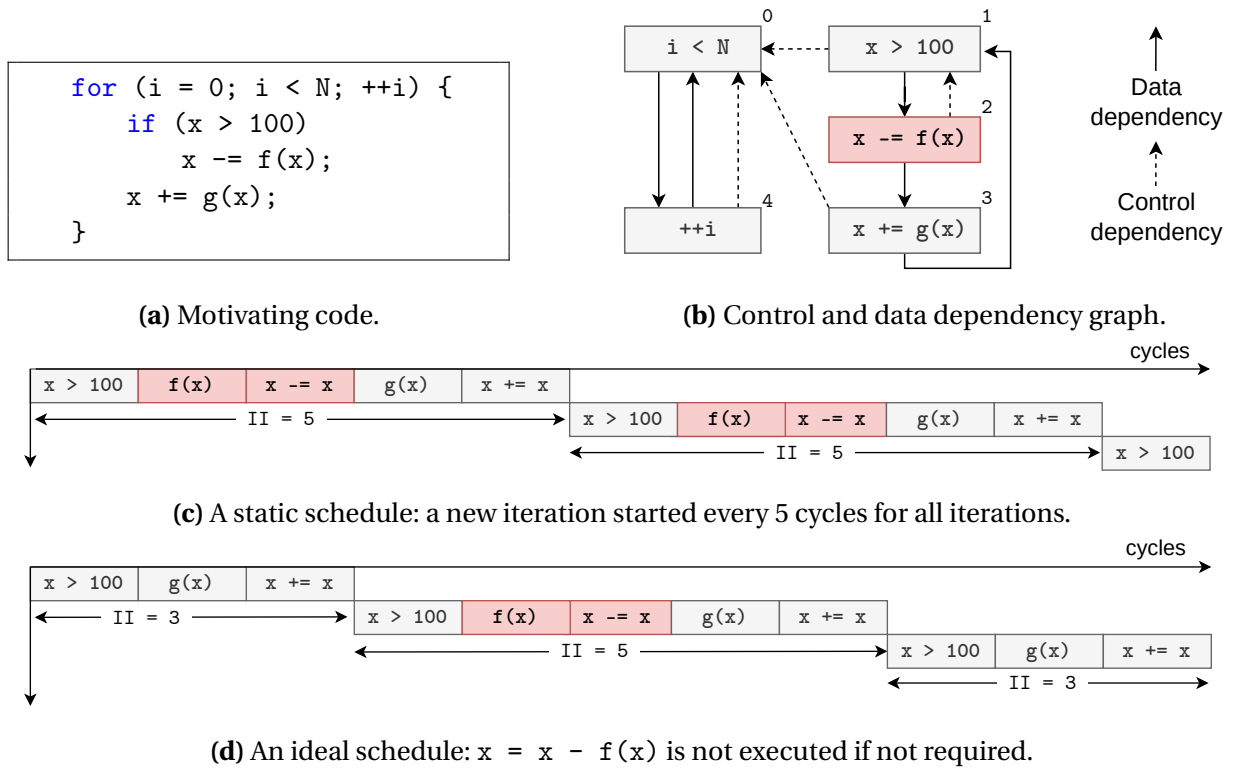 for (i = 0; i < N; ++i) {
if (x > 100)
x -= f(x);
x += g(x);
}
(a) Motivating code.
0
i < N
1
x > 100
2
x -= f(x)
3
x += g(x)
4
++i
Data
dependency
Control
dependency
(b) Control and data dependency graph.
cycles
x > 100 f(x) x -= x g(x) x += x
II = 5
x > 100 f(x) x -= x g(x) x += x
II = 5
x > 100
(c) A static schedule: a new iteration started every 5 cycles for all iterations.
cycles
x > 100 g(x) x += x
II = 3
x > 100 f(x) x -= x g(x) x += x
II = 5
x > 100 g(x) x += x
II = 3
(d) An ideal schedule: x = x - f(x) is not executed if not required.